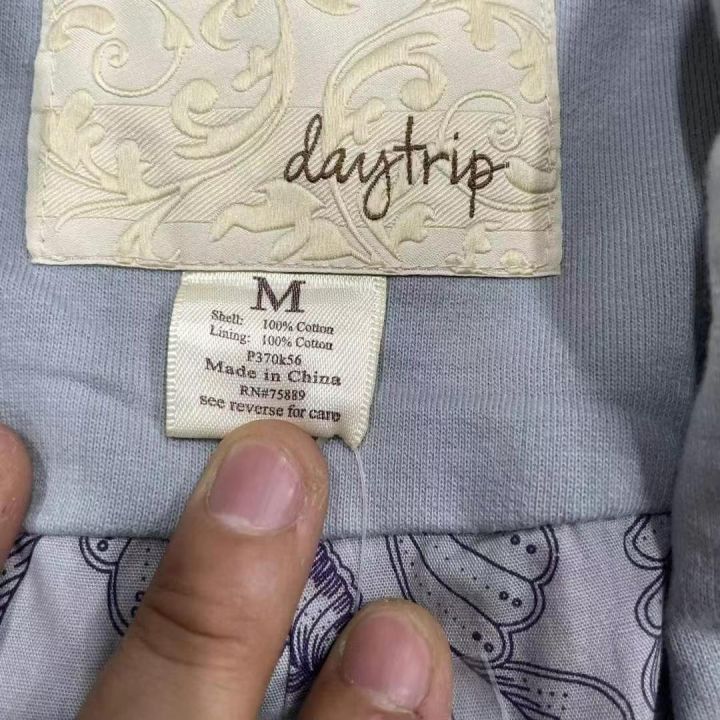 daytrip
M
Shell: 100% Cotton
Lining: 100% Cotton
P370k56
Made in China
RN#75889
see reverse for care